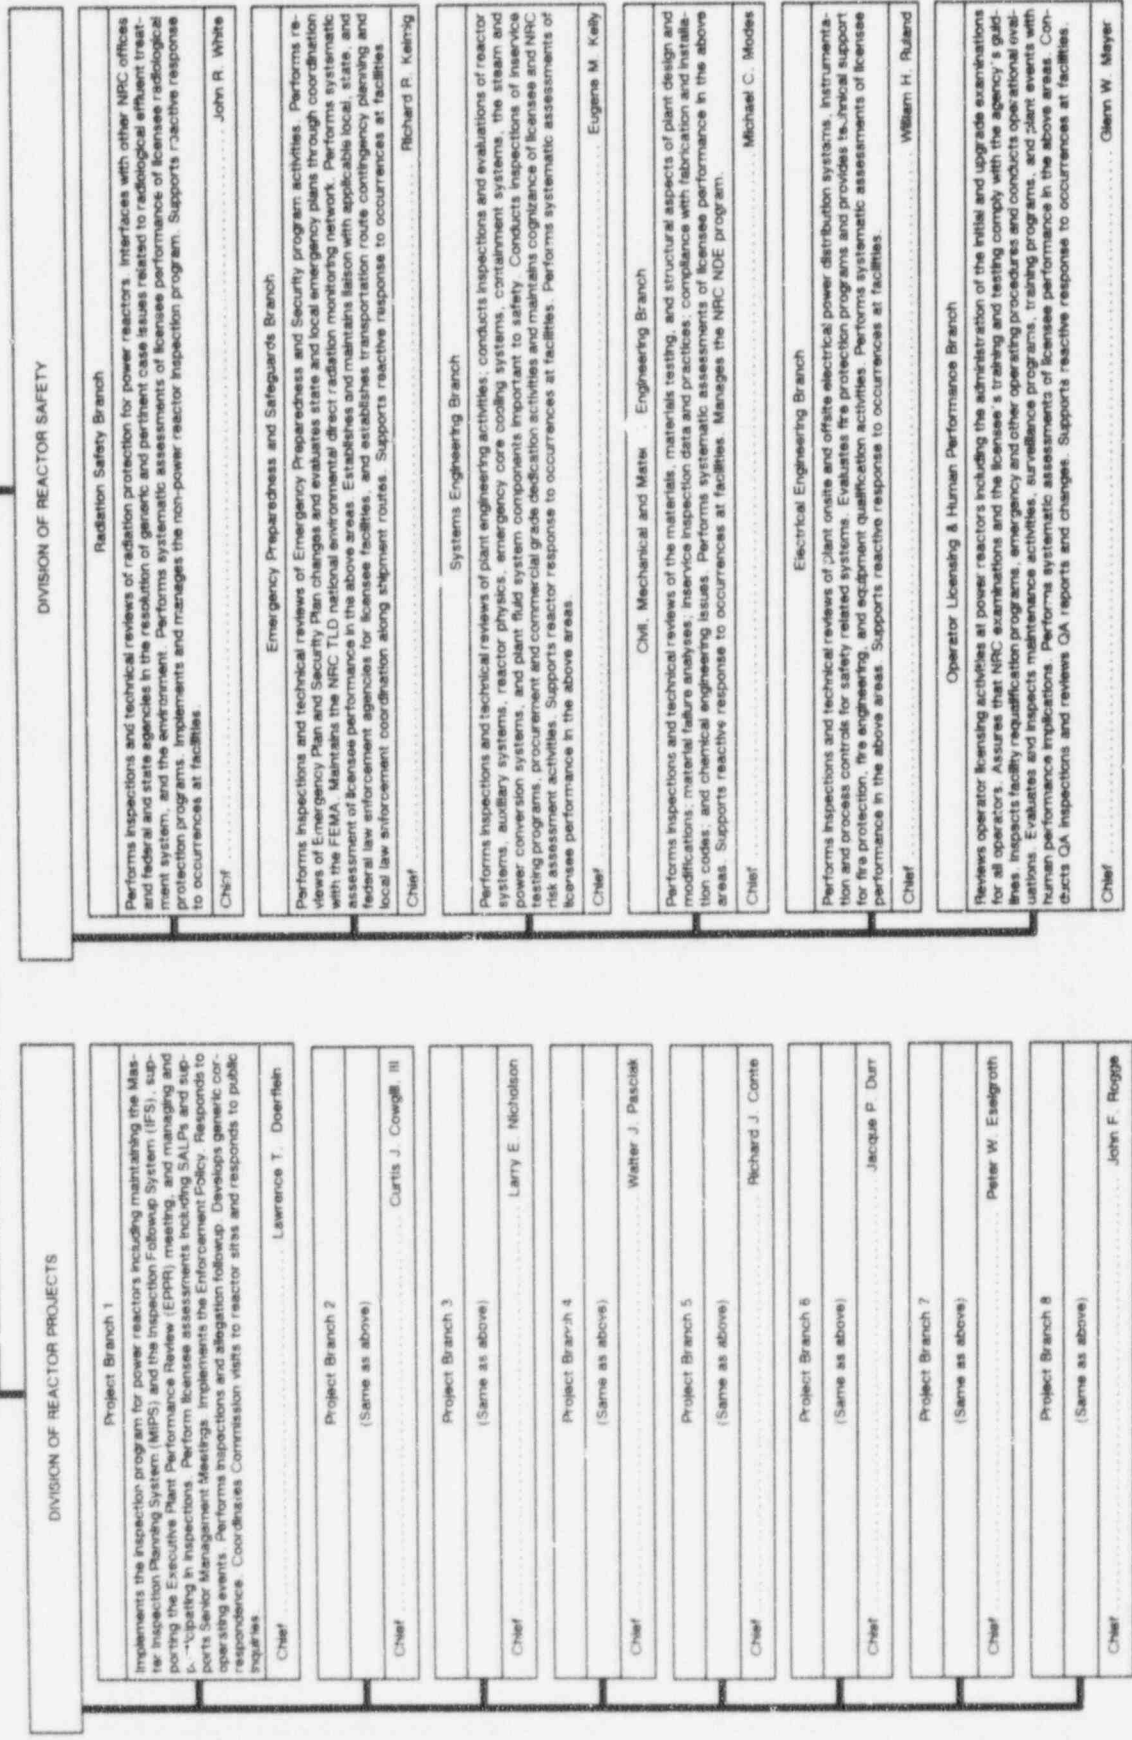 DIVISION OF REACTOR PROJECTS
Project Branch 1
Implements the inspection program for power reactors including maintaining the Mas-
ter Inspection Planning System (MIPS) and the Inspection Followup System (IFS), sup-
porting the Executive Plant Performance Review (EPPR) meeting, and managing and
p  ticipating in inspections. Perform licensee assessments including SALPs and sup-
ports Senior Management Meetings. Implements the Enforcement Policy. Responds to
operating events. Performs inspections and allegation followup. Develops generic cor-
respondence. Coordinates Commission visits to reactor sites and responds to public
inquiries.
Chief .......... Lawrence T. Doerflein
Project Branch 2
(Same as above)
Chief .......... Curtis J. Cowgill, III
Project Branch 3
(Same as above)
Chief .......... Larry E. Nicholson
Project Branch 4
(Same as above)
Chief .......... Walter J. Pasciak
Project Branch 5
(Same as above)
Chief .......... Richard J. Conte
Project Branch 6
(Same as above)
Chief .......... Jacque P. Durr
Project Branch 7
(Same as above)
Chief .......... Peter W. Eselgroth
Project Branch 8
(Same as above)
Chief .......... John F. Rogge
DIVISION OF REACTOR SAFETY
Radiation Safety Branch
Performs inspections and technical reviews of radiation protection for power reactors. Interfaces with other NRC offices
and federal and state agencies in the resolution of generic and pertinent case issues related to radiological effluent treat-
ment system, and the environment. Performs systematic assessments of licensee performance of licensee radiological
protection programs. Implements and manages the non-power reactor inspection program. Supports reactive response
to occurrences at facilities.
Chief .......... John R. White
Emergency Preparedness and Safeguards Branch
Performs inspections and technical reviews of Emergency Preparedness and Security program activities. Performs re-
views of Emergency Plan and Security Plan changes and evaluates state and local emergency plans through coordination
with the FEMA. Maintains the NRC TLD national environmental direct radiation monitoring network. Performs systematic
assessment of licensee performance in the above areas. Establishes and maintains liaison with applicable local, state, and
federal law enforcement agencies for licensee facilities, and establishes transportation route contingency planning and
local law enforcement coordination along shipment routes. Supports reactive response to occurrences at facilities.
Chief .......... Richard R. Keimig
Systems Engineering Branch
Performs inspections and technical reviews of plant engineering activities; conducts inspections and evaluations of reactor
systems, auxiliary systems, reactor physics, emergency core cooling systems, containment systems, the steam and
power conversion systems, and plant fluid system components important to safety. Conducts inspections of inservice
testing programs, procurement and commercial grade dedication activities and maintains cognizance of licensee and NRC
risk assessment activities. Supports reactor response to occurrences at facilities. Performs systematic assessments of
licensee performance in the above areas.
Chief .......... Eugene M. Kelly
Civil, Mechanical and Mater    Engineering Branch
Performs inspections and technical reviews of the materials, materials testing, and structural aspects of plant design and
modifications; material failure analyses, inservice inspection data and practices; compliance with fabrication and installa-
tion codes; and chemical engineering issues. Performs systematic assessments of licensee performance in the above
areas. Supports reactive response to occurrences at facilities. Manages the NRC NDE program.
Chief .......... Michael C. Modes
Electrical Engineering Branch
Performs inspections and technical reviews of plant onsite and offsite electrical power distribution systems, instrumenta-
tion and process controls for safety related systems. Evaluates fire protection programs and provides technical support
for fire protection, fire engineering, and equipment qualification activities. Performs systematic assessments of licensee
performance in the above areas. Supports reactive response to occurrences at facilities.
Chief .......... William H. Ruland
Operator Licensing & Human Performance Branch
Reviews operator licensing activities at power reactors including the administration of the initial and upgrade examinations
for all operators. Assures that NRC examinations and the licensee's training and testing comply with the agency's guid-
lines. Inspects facility requalification programs, emergency and other operating procedures and conducts operational eval-
uations. Evaluates and inspects maintenance activities, surveillance programs, training programs, and plant events with
human performance implications. Performs systematic assessments of licensee performance in the above areas. Con-
ducts QA inspections and reviews QA reports and changes. Supports reactive response to occurrences at facilities.
Chief .......... Glenn W. Meyer